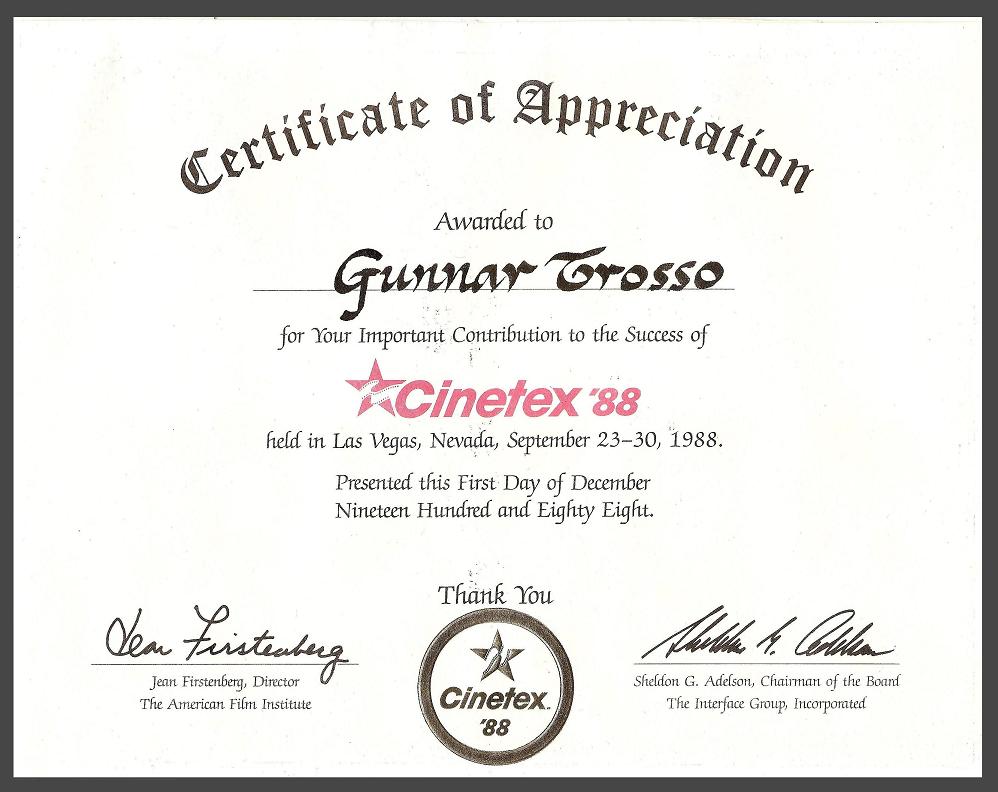 Certificate of Appreciation
Awarded to
Gunnar Trosso
for Your Important Contribution to the Success of
Cinetex '88
held in Las Vegas, Nevada, September 23–30, 1988.
Presented this First Day of December
Nineteen Hundred and Eighty Eight.
Thank You
Jean Firstenberg
Jean Firstenberg, Director
The American Film Institute
Cinetex.
'88
Sheldon G. Adelson
Sheldon G. Adelson, Chairman of the Board
The Interface Group, Incorporated